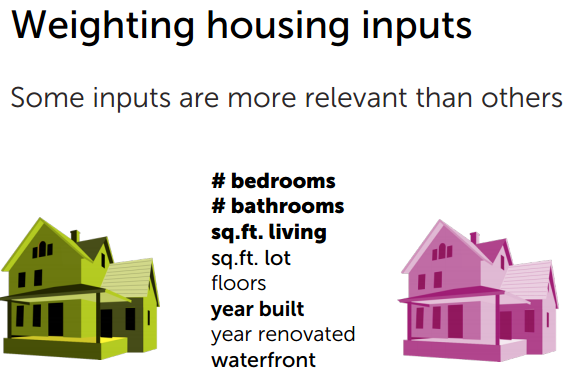 Weighting housing inputs
Some inputs are more relevant than others
# bedrooms
# bathrooms
sq.ft. living
sq.ft. lot
floors
year built
year renovated
waterfront